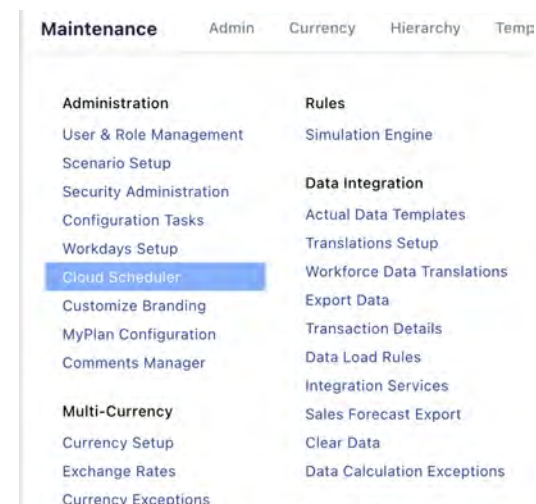 Maintenance Admin Currency Hierarchy Temp
Administration
User & Role Management
Scenario Setup
Security Administration
Configuration Tasks
Workdays Setup
Cloud Scheduler
Customize Branding
MyPlan Configuration
Comments Manager
Multi-Currency
Currency Setup
Exchange Rates
Currency Exceptions
Rules
Simulation Engine
Data Integration
Actual Data Templates
Translations Setup
Workforce Data Translations
Export Data
Transaction Details
Data Load Rules
Integration Services
Sales Forecast Export
Clear Data
Data Calculation Exceptions